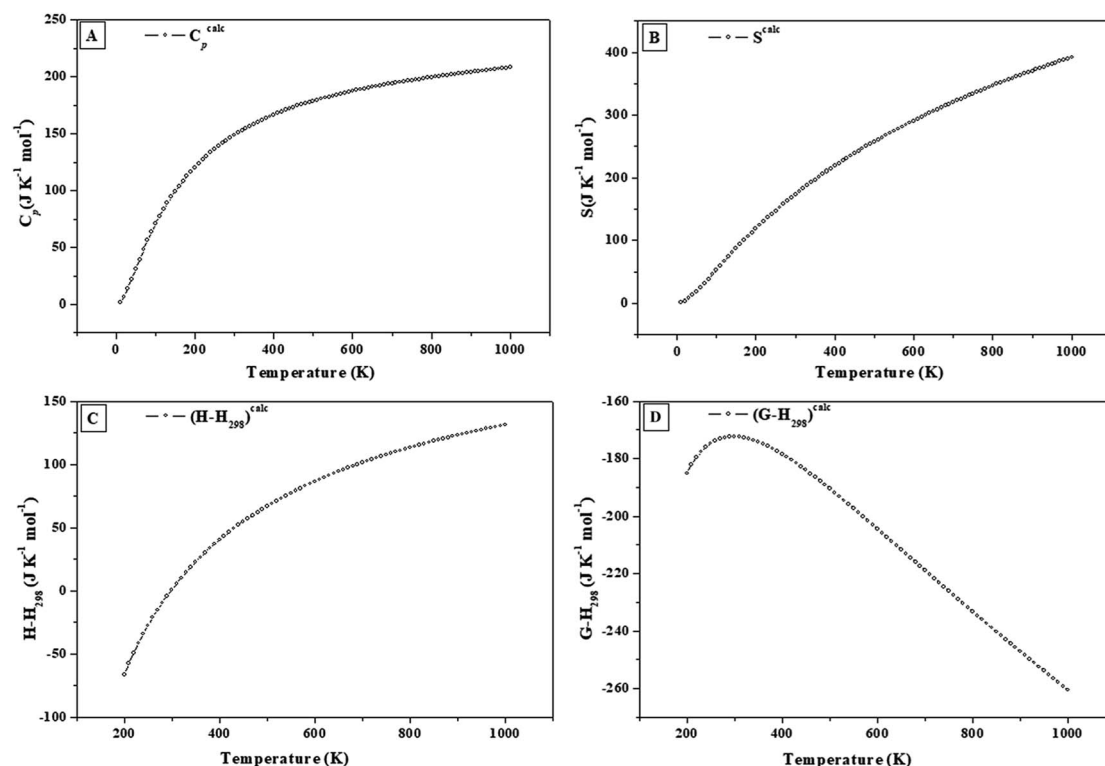 A
C_p^calc
C_p (J K^-1 mol^-1)
250
200
150
100
50
0
0 200 400 600 800 1000
Temperature (K)
B
S^calc
S(J K^-1 mol^-1)
400
300
200
100
0
0 200 400 600 800 1000
Temperature (K)
C
(H-H_298)^calc
H-H_298 (J K^-1 mol^-1)
150
100
50
0
-50
-100
200 400 600 800 1000
Temperature (K)
D
(G-H_298)^calc
G-H_298 (J K^-1 mol^-1)
-160
-180
-200
-220
-240
-260
200 400 600 800 1000
Temperature (K)